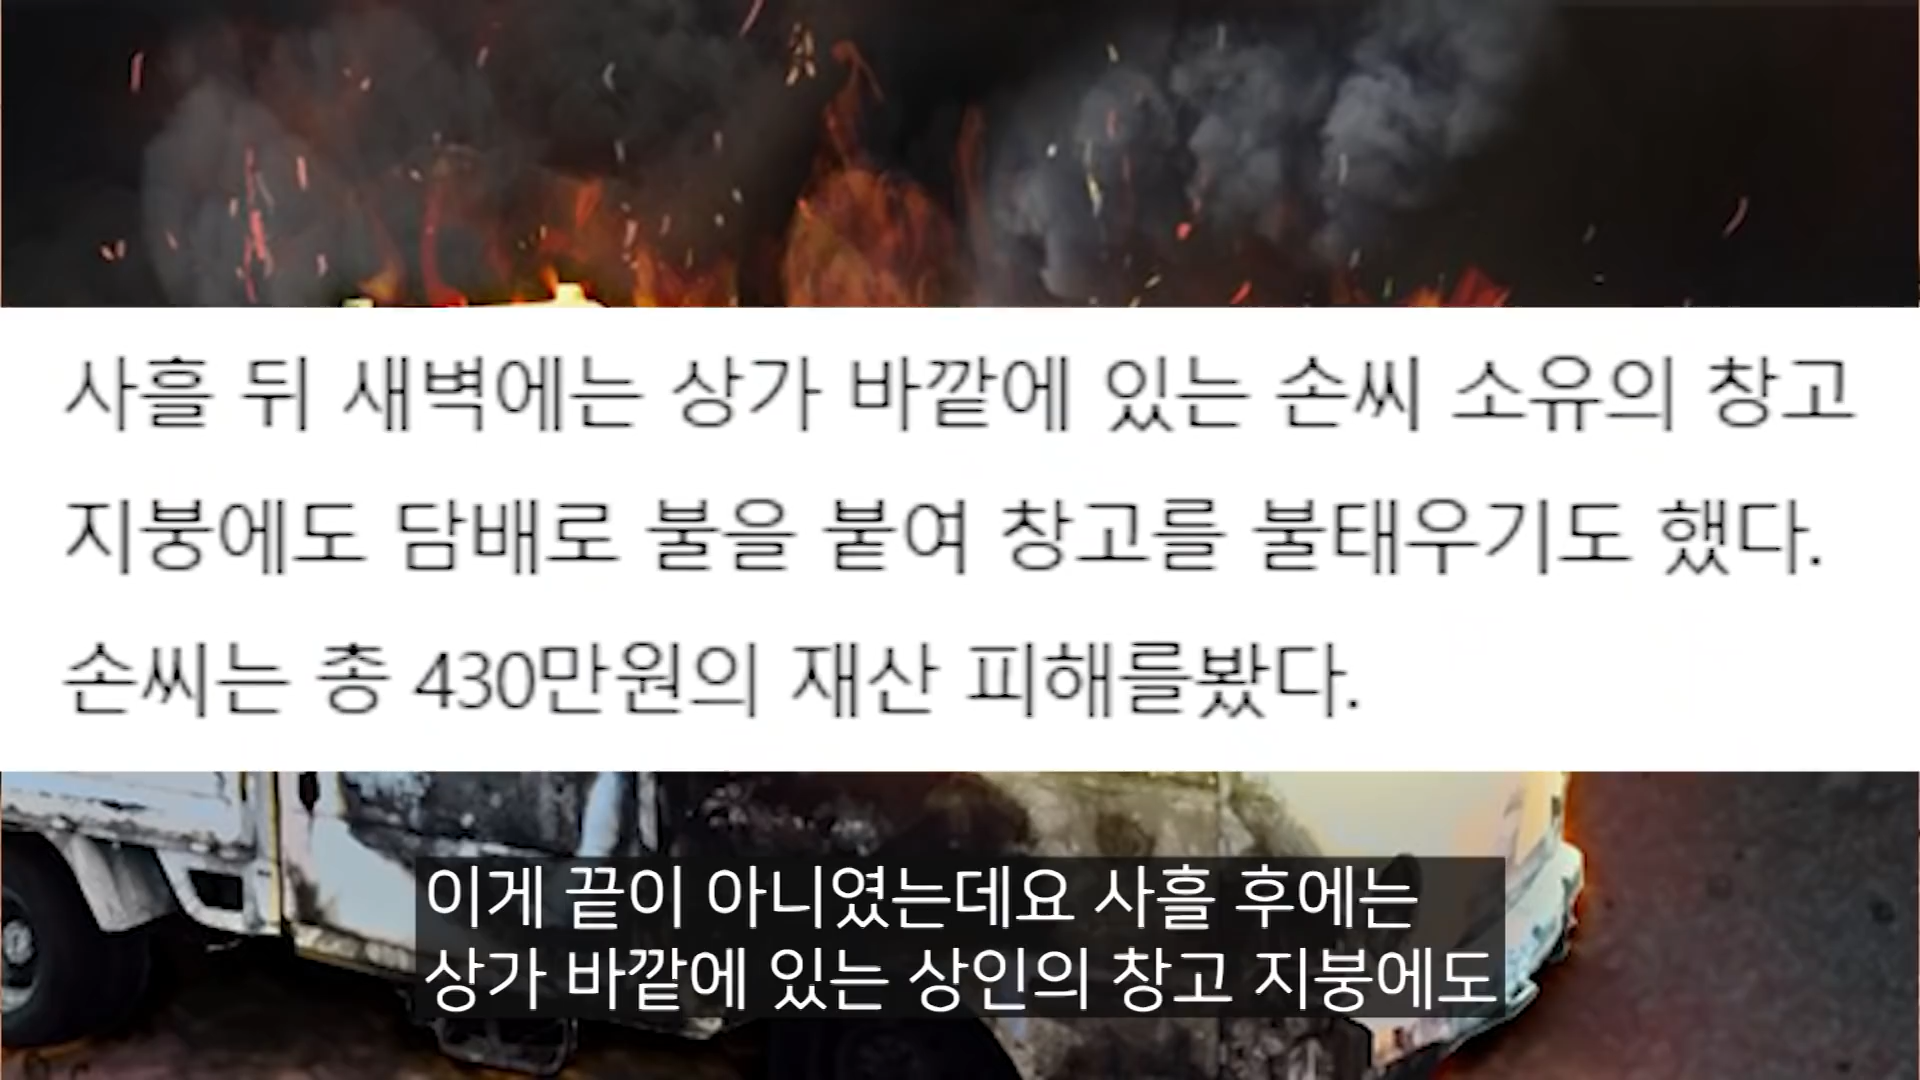 사흘 뒤 새벽에는 상가 바깥에 있는 손씨 소유의 창고
지붕에도 담배로 불을 붙여 창고를 불태우기도 했다.
손씨는 총 430만원의 재산 피해를봤다.
이게 끝이 아니였는데요 사흘 후에는
상가 바깥에 있는 상인의 창고 지붕에도